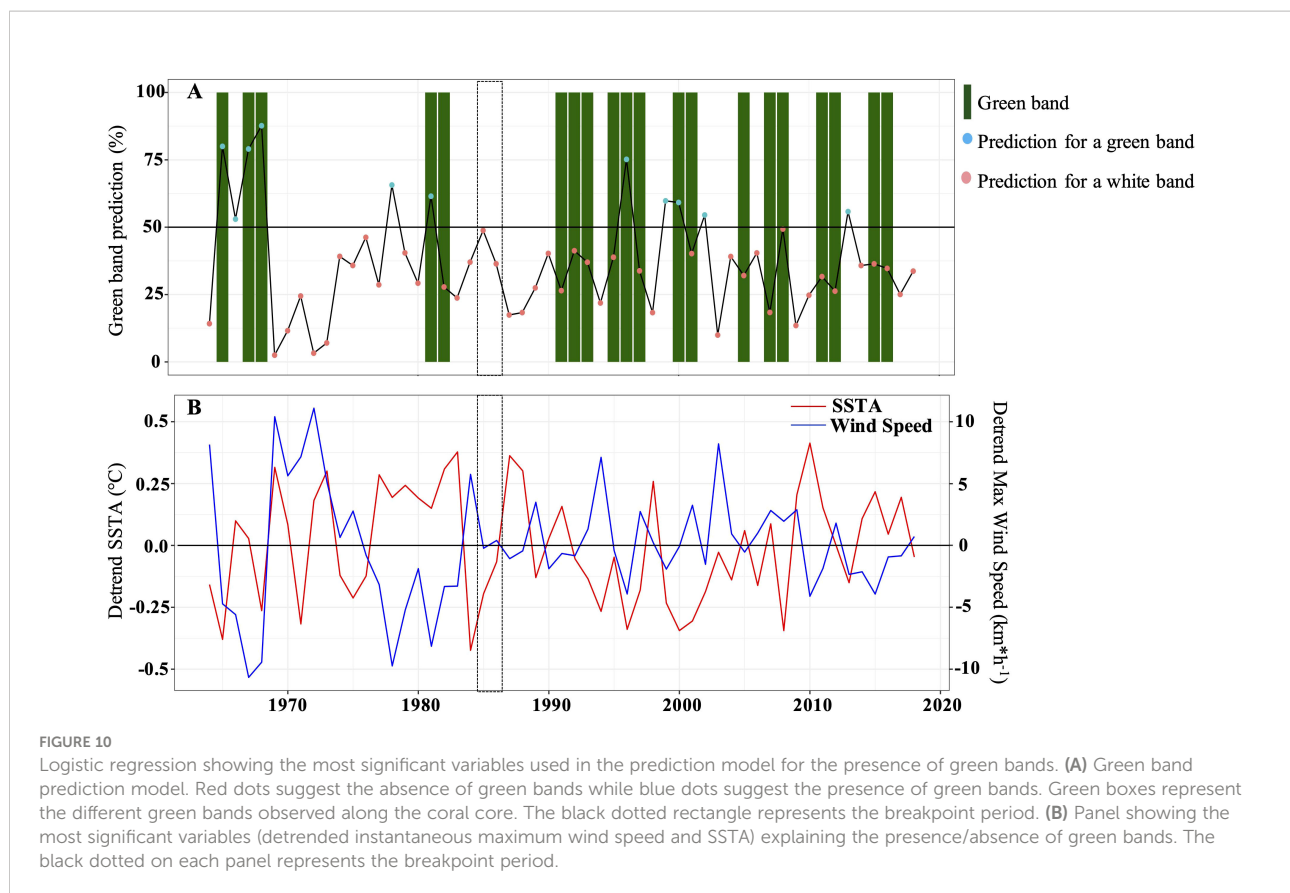 A
100
75
50
25
0
Green band prediction (%)
Green band
Prediction for a green band
Prediction for a white band
B
SSTA
Wind Speed
0.5
0.25
0.0
-0.25
-0.5
Detrend SSTA (°C)
10
5
0
-5
-10
Detrend Max Wind Speed (km*h⁻¹)
1970 1980 1990 2000 2010 2020
FIGURE 10
Logistic regression showing the most significant variables used in the prediction model for the presence of green bands. (A) Green band
prediction model. Red dots suggest the absence of green bands while blue dots suggest the presence of green bands. Green boxes represent
the different green bands observed along the coral core. The black dotted rectangle represents the breakpoint period. (B) Panel showing the
most significant variables (detrended instantaneous maximum wind speed and SSTA) explaining the presence/absence of green bands. The
black dotted on each panel represents the breakpoint period.